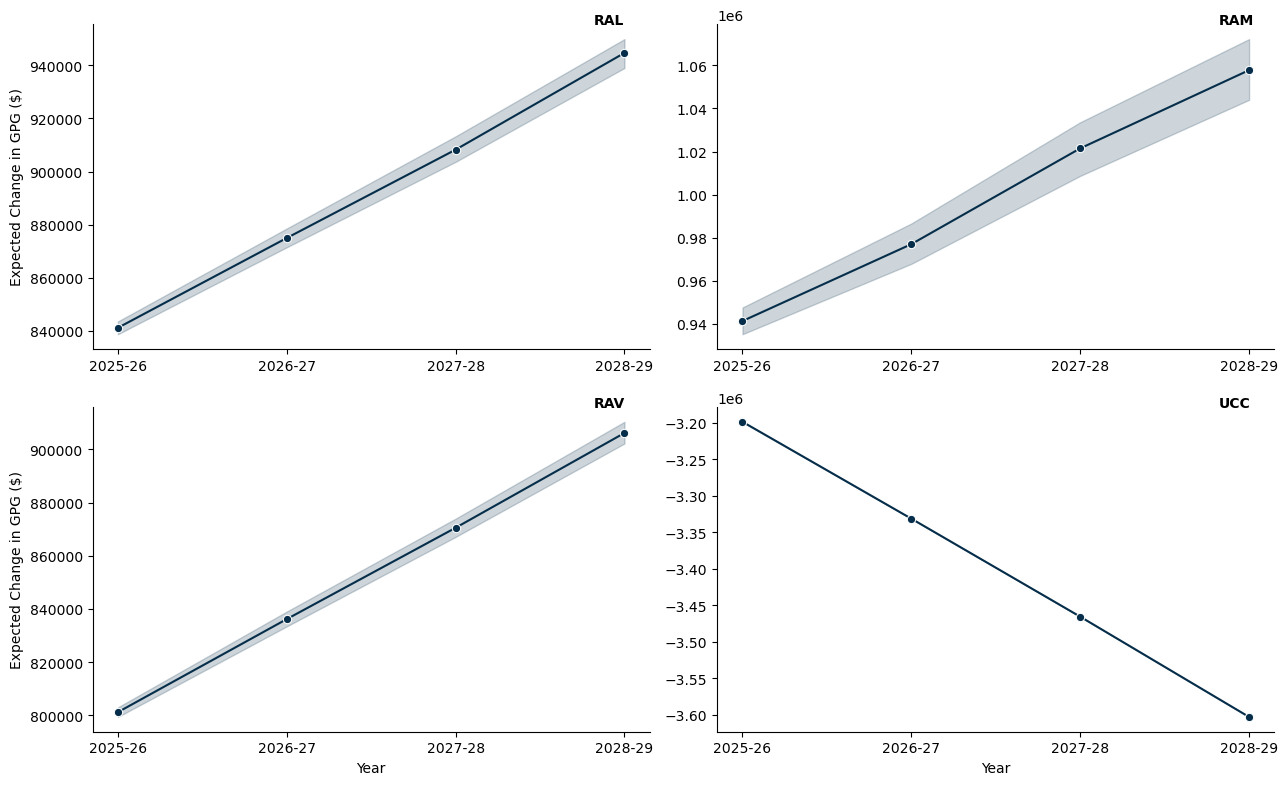 RAL
Expected Change in GPG ($)
940000
920000
900000
880000
860000
840000
2025-26 2026-27 2027-28 2028-29
1e6
RAM
1.06
1.04
1.02
1.00
0.98
0.96
0.94
2025-26 2026-27 2027-28 2028-29
RAV
Expected Change in GPG ($)
900000
880000
860000
840000
820000
800000
2025-26 2026-27 2027-28 2028-29
Year
1e6
UCC
−3.20
−3.25
−3.30
−3.35
−3.40
−3.45
−3.50
−3.55
−3.60
2025-26 2026-27 2027-28 2028-29
Year